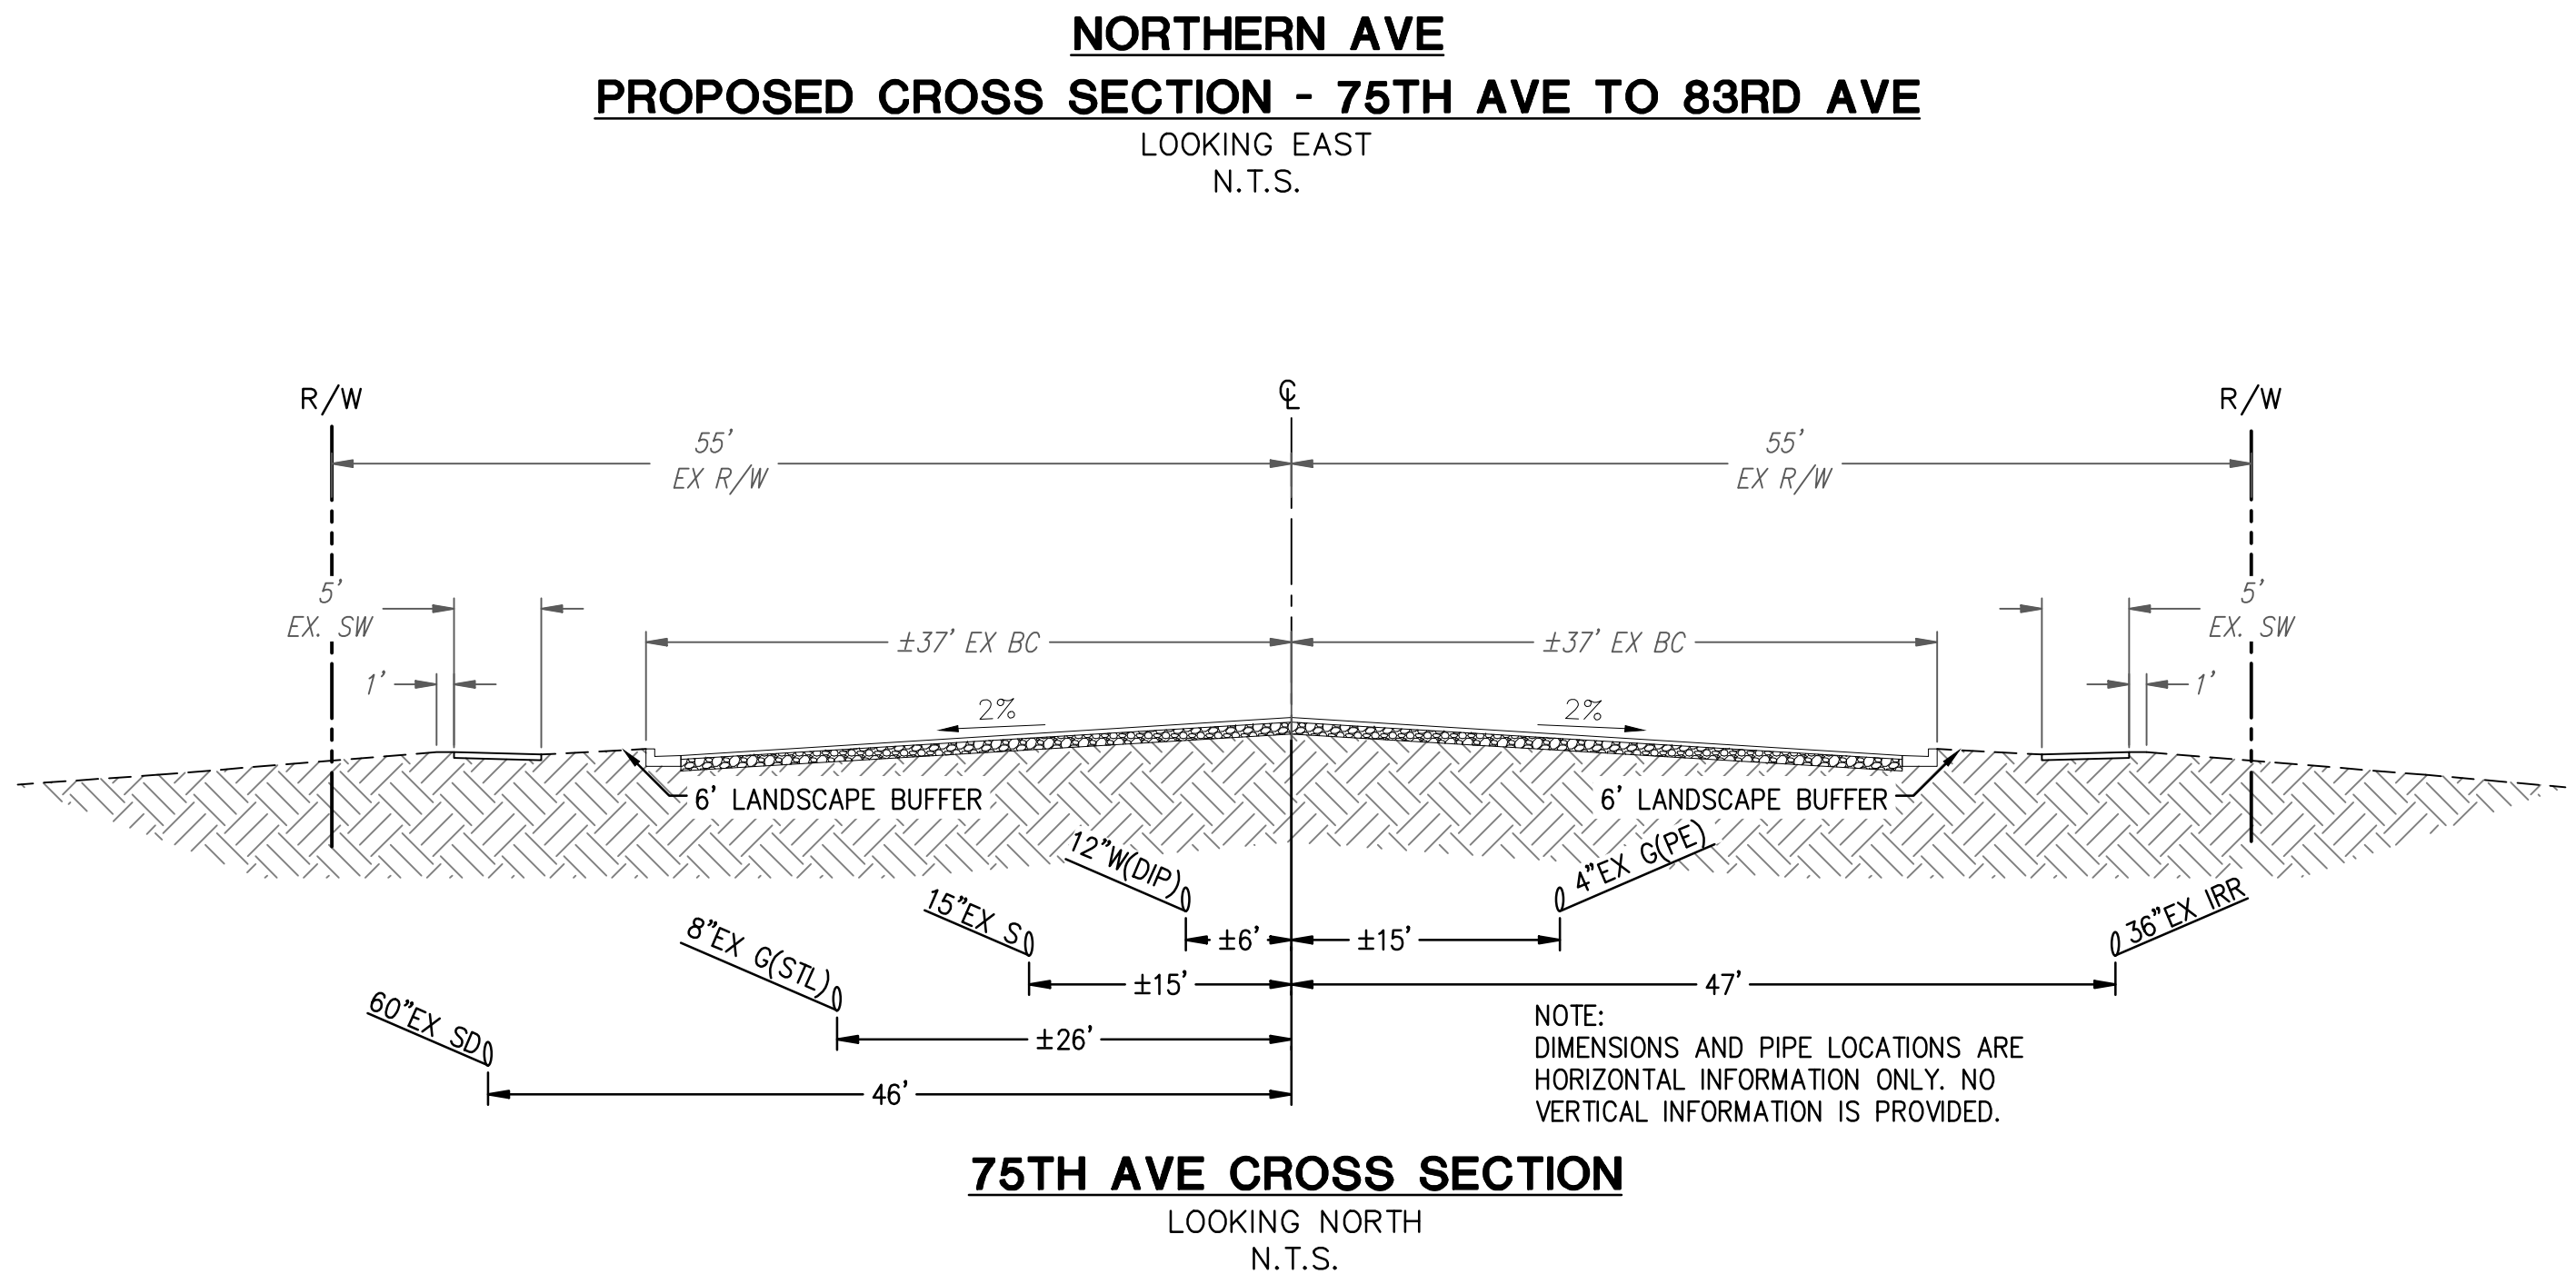 NORTHERN AVE
PROPOSED CROSS SECTION - 75TH AVE TO 83RD AVE
LOOKING EAST
N.T.S.
R/W
℄
R/W
55'
EX R/W
55'
EX R/W
5'
EX. SW
5'
EX. SW
±37' EX BC
±37' EX BC
1'
1'
2%
2%
6' LANDSCAPE BUFFER
6' LANDSCAPE BUFFER
12"W(DIP)
4"EX G(PE)
15"EX S
36"EX IRR
8"EX G(STL)
60"EX SD
±6'
±15'
±15'
47'
±26'
46'
NOTE:
DIMENSIONS AND PIPE LOCATIONS ARE
HORIZONTAL INFORMATION ONLY. NO
VERTICAL INFORMATION IS PROVIDED.
75TH AVE CROSS SECTION
LOOKING NORTH
N.T.S.